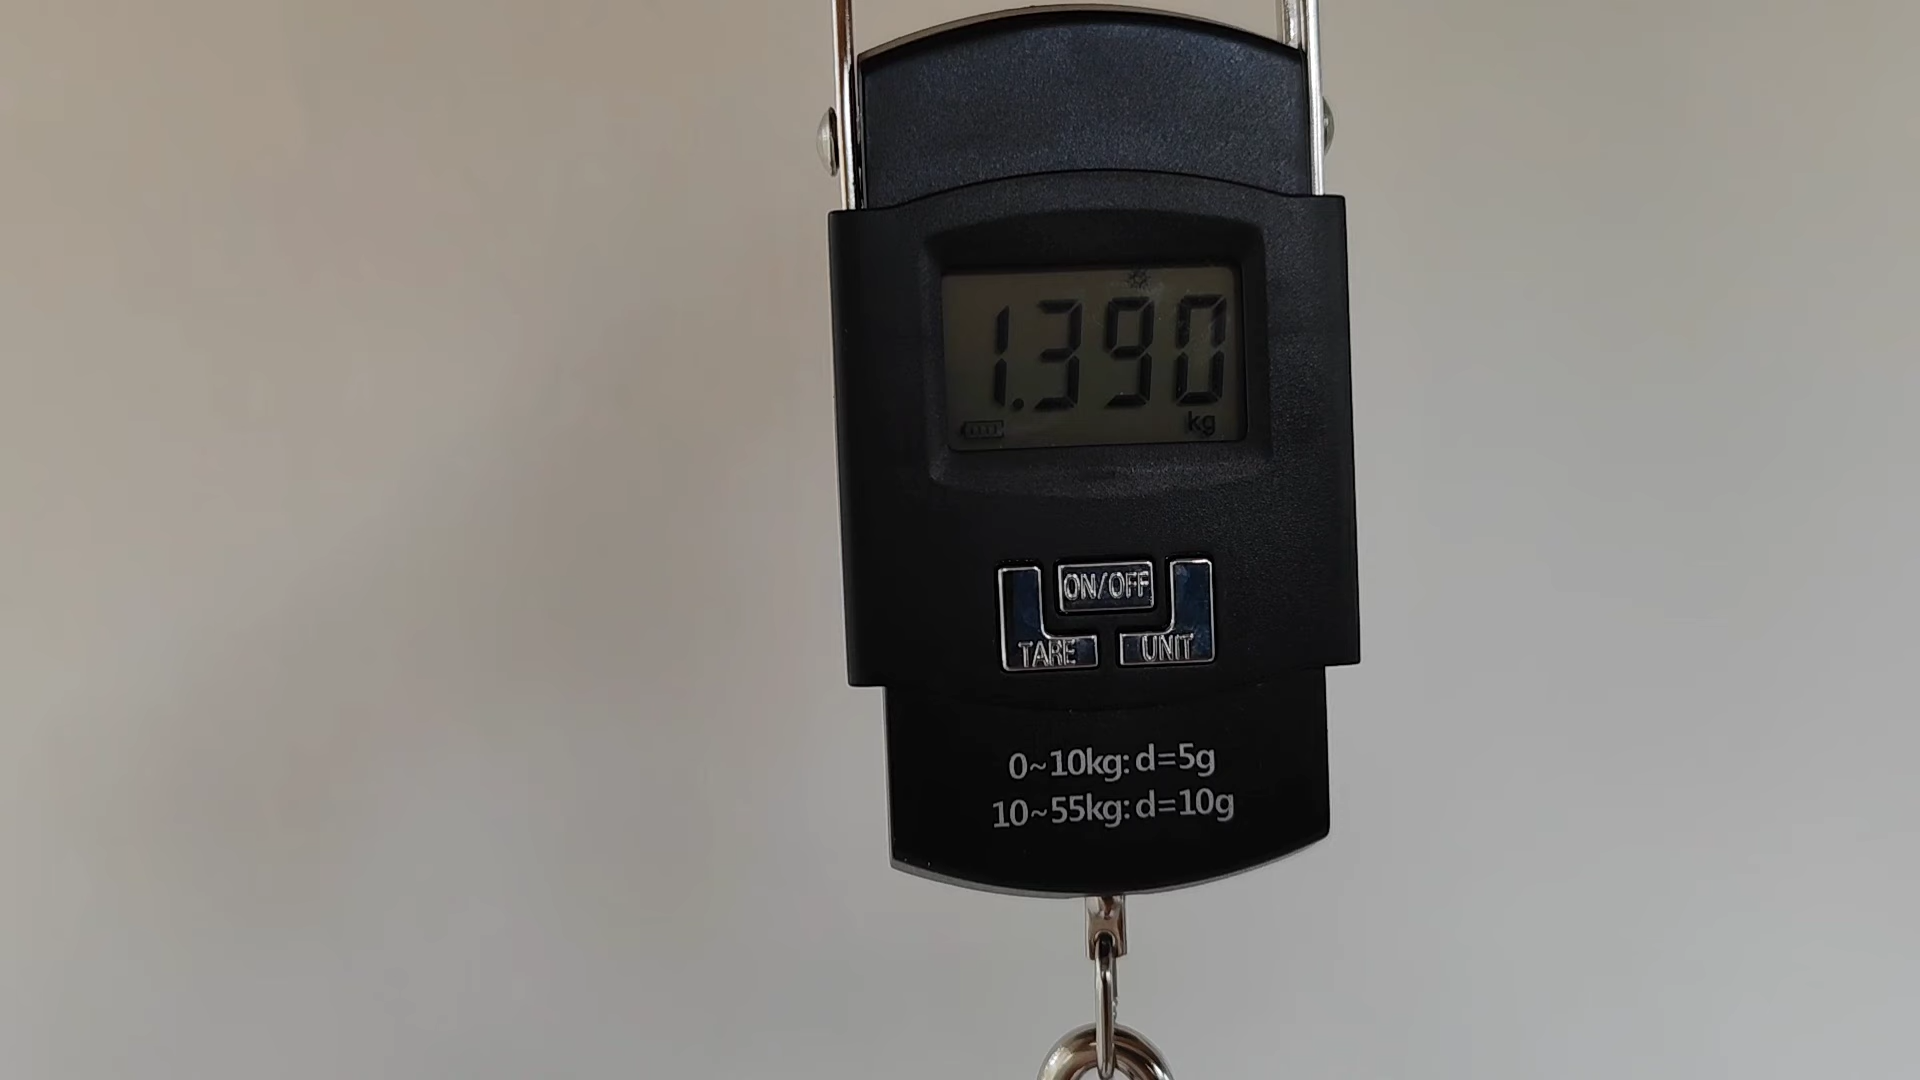 1.390
kg
ON/OFF
TARE UNIT
0~10kg: d=5g
10~55kg: d=10g